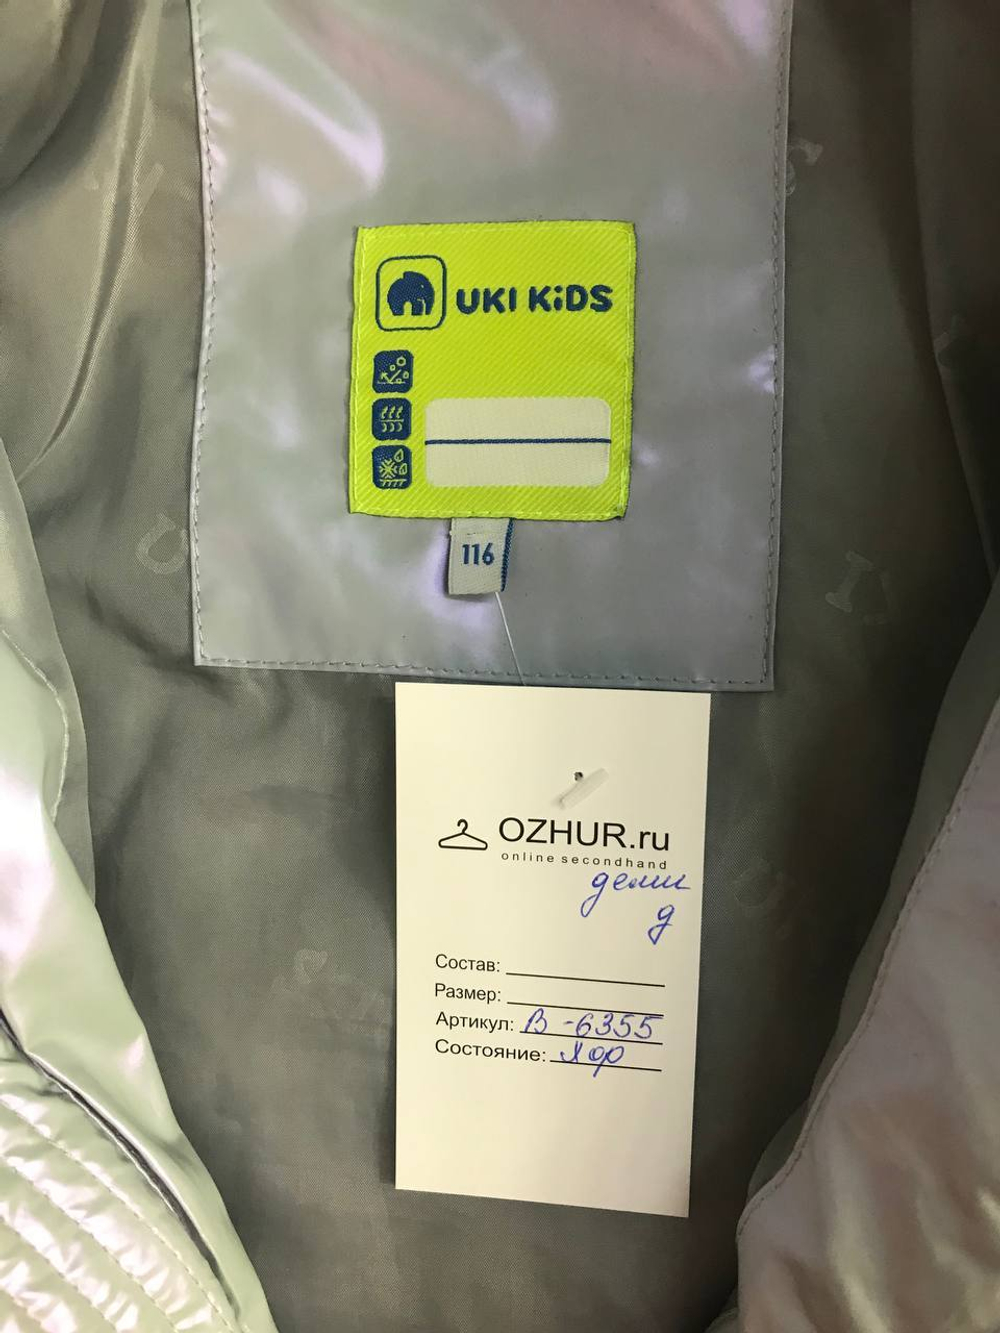 UKI KiDS
116
OZHUR.ru
online secondhand
деми
д
Состав:
Размер:
Артикул: В-6355
Состояние: Хор